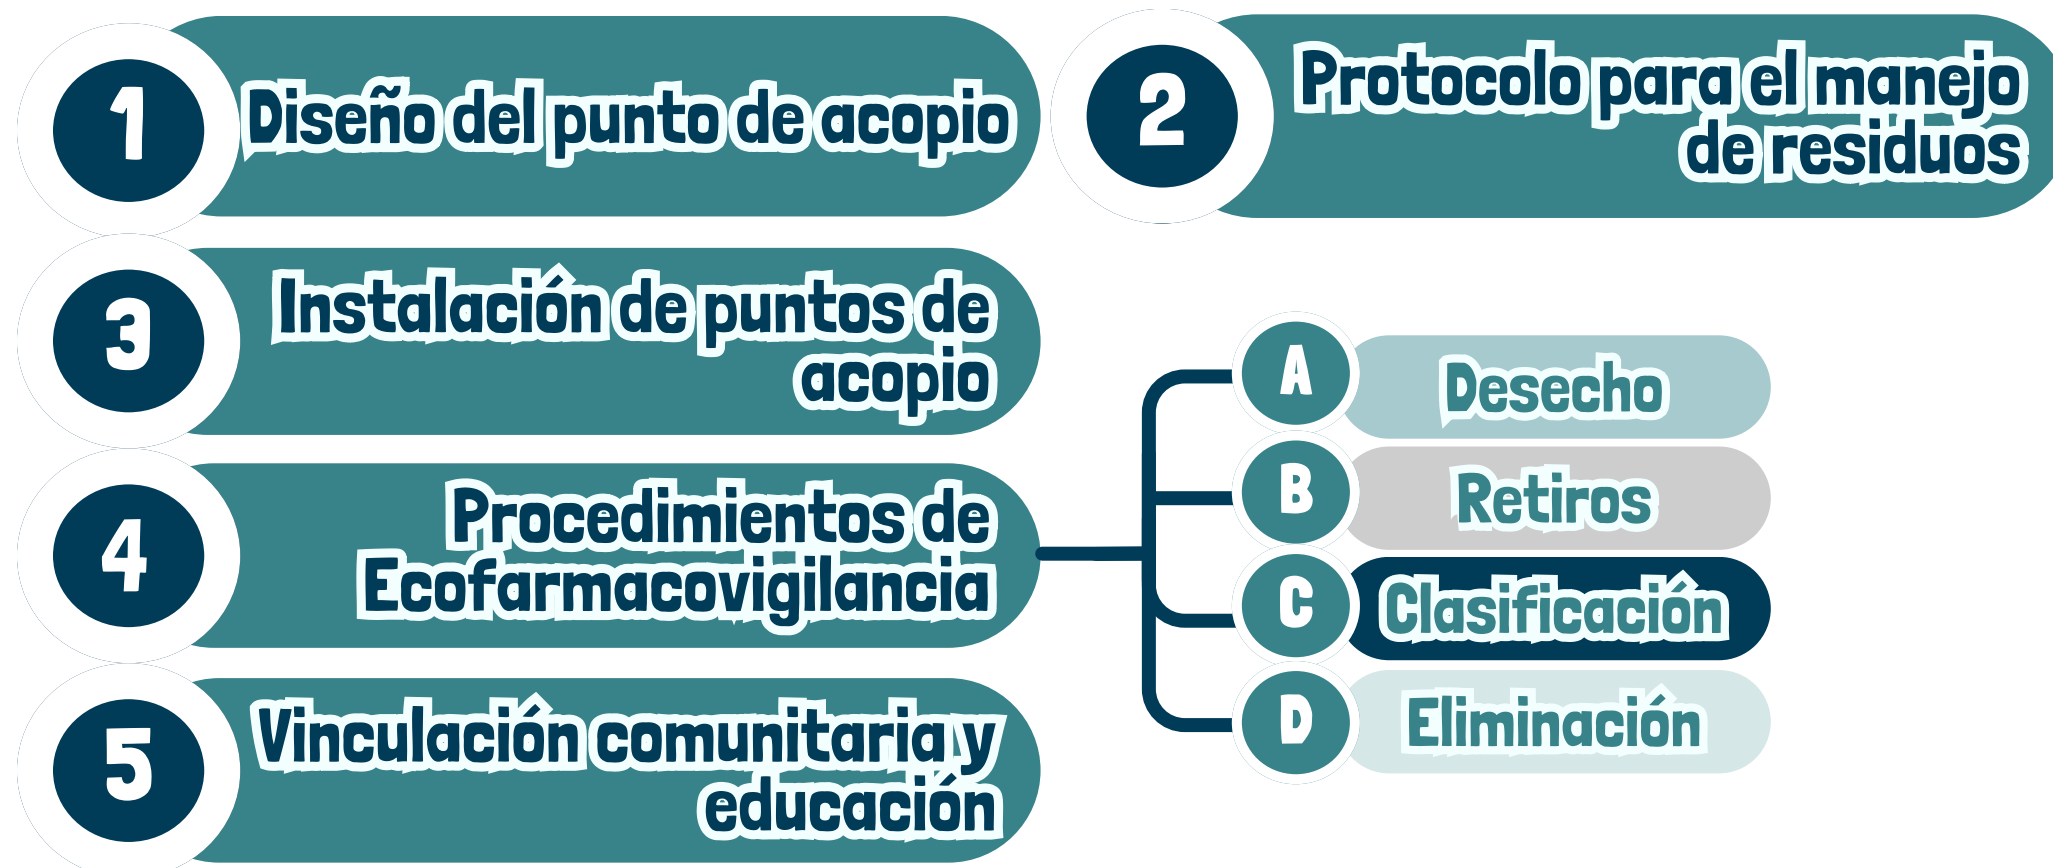 1
Diseño del punto de acopio
2
Protocolo para el manejo
de residuos
3
Instalación de puntos de
acopio
4
Procedimientos de
Ecofarmacovigilancia
A
Desecho
B
Retiros
C
Clasificación
D
Eliminación
5
Vinculación comunitaria y
educación